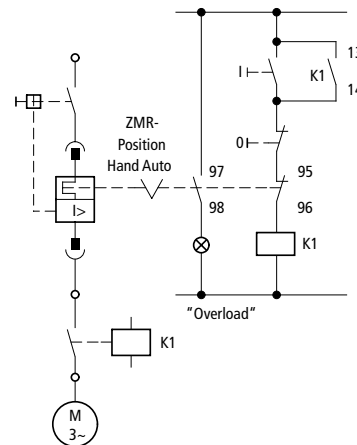 13
I
K1
14
ZMR-
Position
Hand Auto
0
97
95
I>
98
96
K1
"Overload"
K1
M
3~